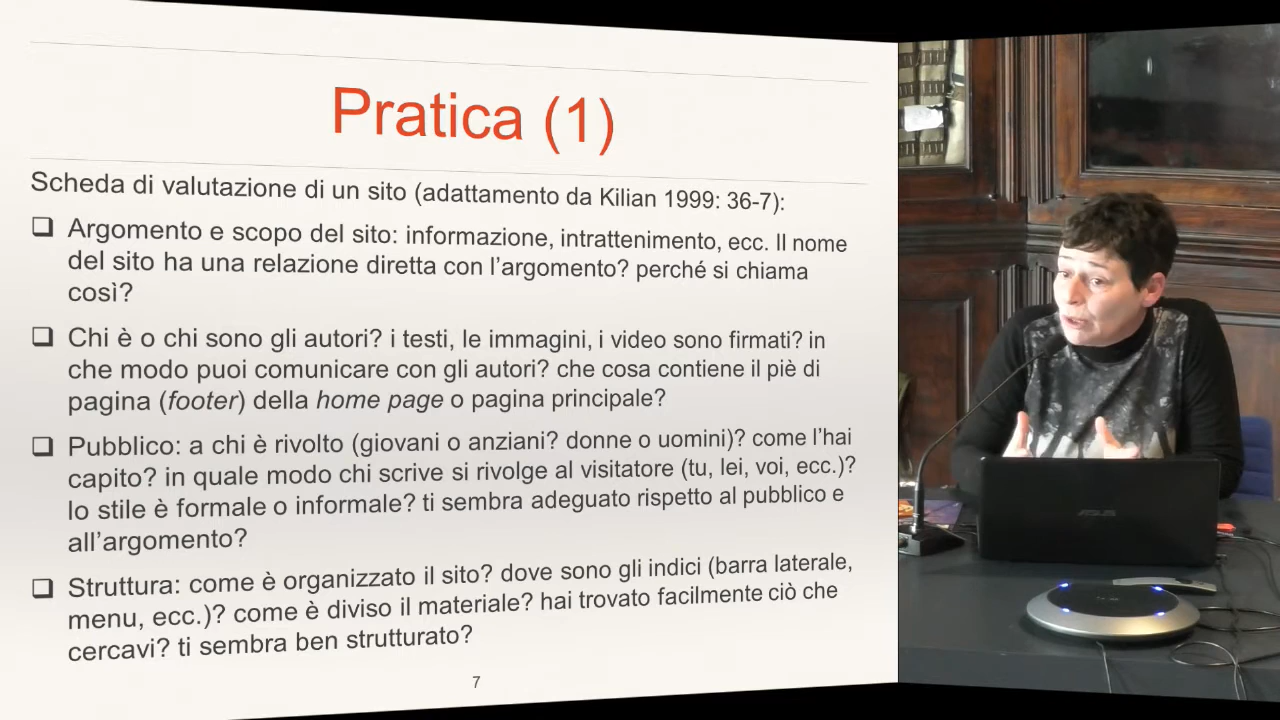 Pratica (1)
Scheda di valutazione di un sito (adattamento da Kilian 1999: 36-7):
Argomento e scopo del sito: informazione, intrattenimento, ecc. Il nome
del sito ha una relazione diretta con l'argomento? perché si chiama
così?
Chi è o chi sono gli autori? i testi, le immagini, i video sono firmati? in
che modo puoi comunicare con gli autori? che cosa contiene il piè di
pagina (footer) della home page o pagina principale?
Pubblico: a chi è rivolto (giovani o anziani? donne o uomini)? come l'hai
capito? in quale modo chi scrive si rivolge al visitatore (tu, lei, voi, ecc.)?
lo stile è formale o informale? ti sembra adeguato rispetto al pubblico e
all'argomento?
Struttura: come è organizzato il sito? dove sono gli indici (barra laterale,
menu, ecc.)? come è diviso il materiale? hai trovato facilmente ciò che
cercavi? ti sembra ben strutturato?
7
ASUS